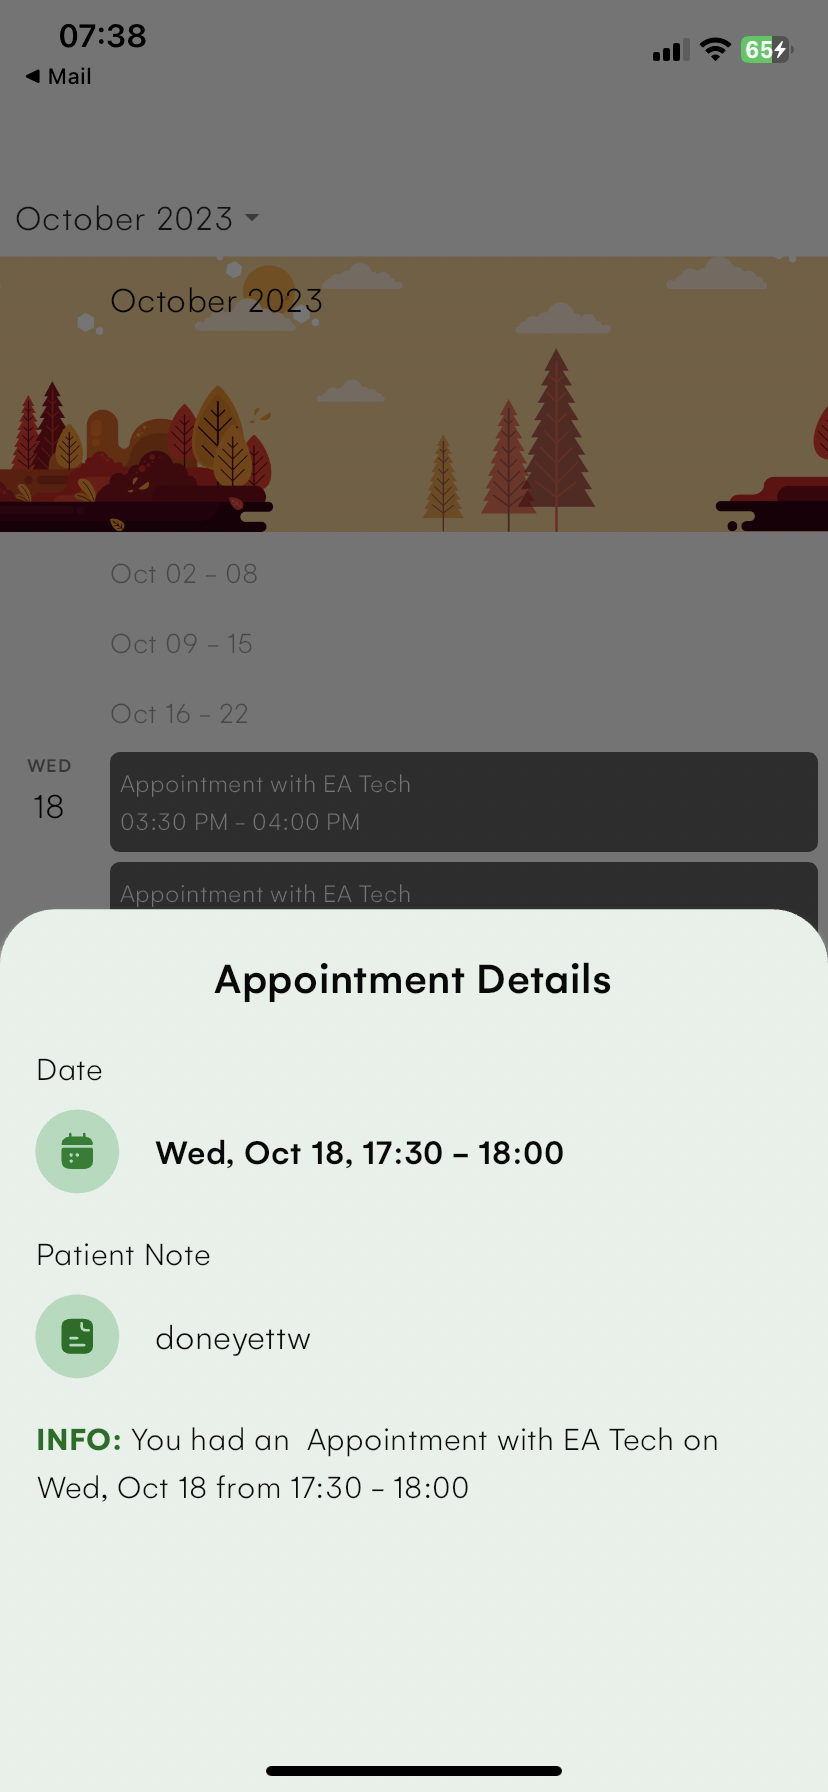 07:38
65
◀ Mail
October 2023
October 2023
Oct 02 – 08
Oct 09 – 15
Oct 16 – 22
WED
18
Appointment with EA Tech
03:30 PM – 04:00 PM
Appointment with EA Tech
Appointment Details
Date
Wed, Oct 18, 17:30 – 18:00
Patient Note
doneyettw
INFO: You had an  Appointment with EA Tech on
Wed, Oct 18 from 17:30 – 18:00